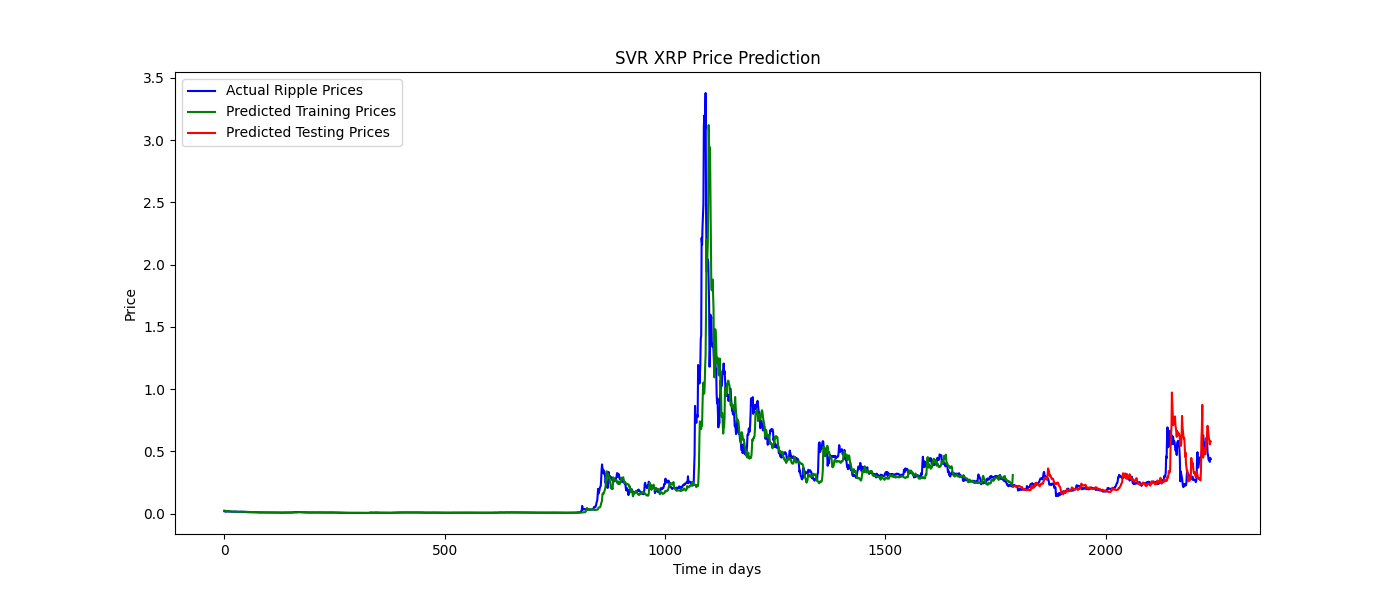 SVR XRP Price Prediction
Actual Ripple Prices
Predicted Training Prices
Predicted Testing Prices
3.5
3.0
2.5
2.0
1.5
1.0
0.5
0.0
Price
0 500 1000 1500 2000
Time in days